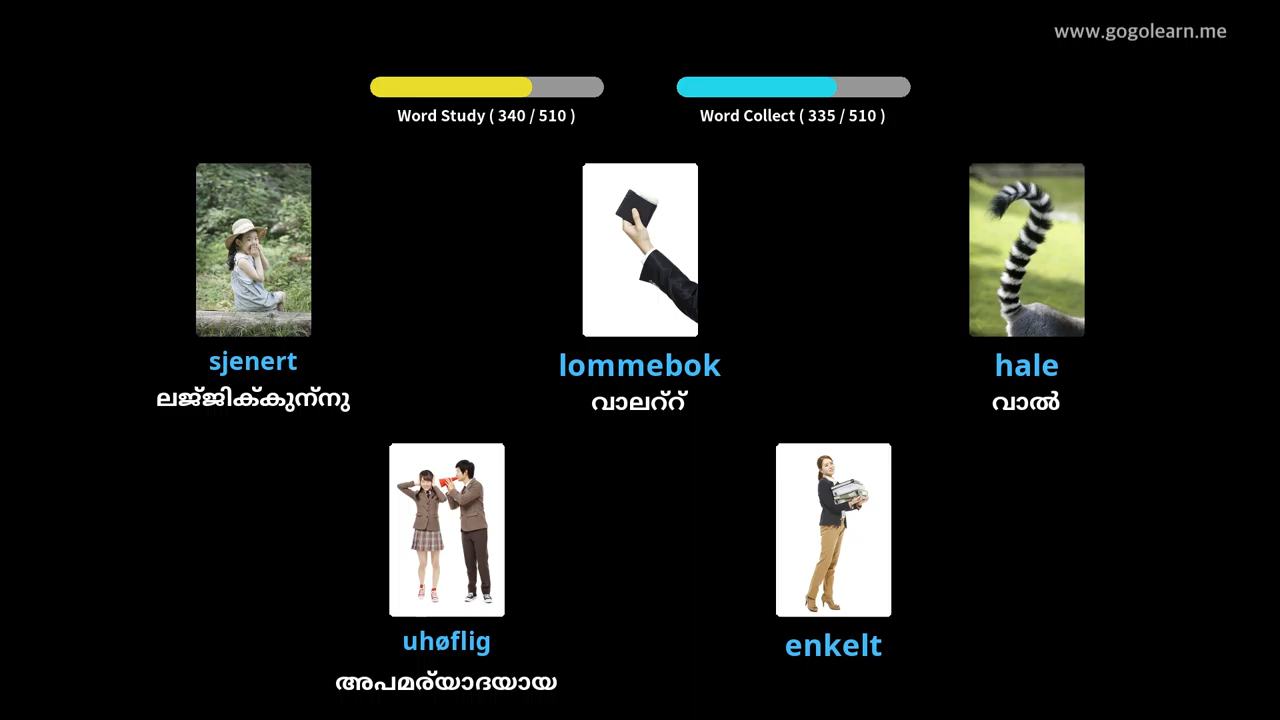 www.gogolearn.me
Word Study ( 340 / 510 )
Word Collect ( 335 / 510 )
sjenert
ലജ്ജിക്കുന്നു
lommebok
വാലറ്റ്
hale
വാൽ
uhøflig
അപമര്യാദയായ
enkelt